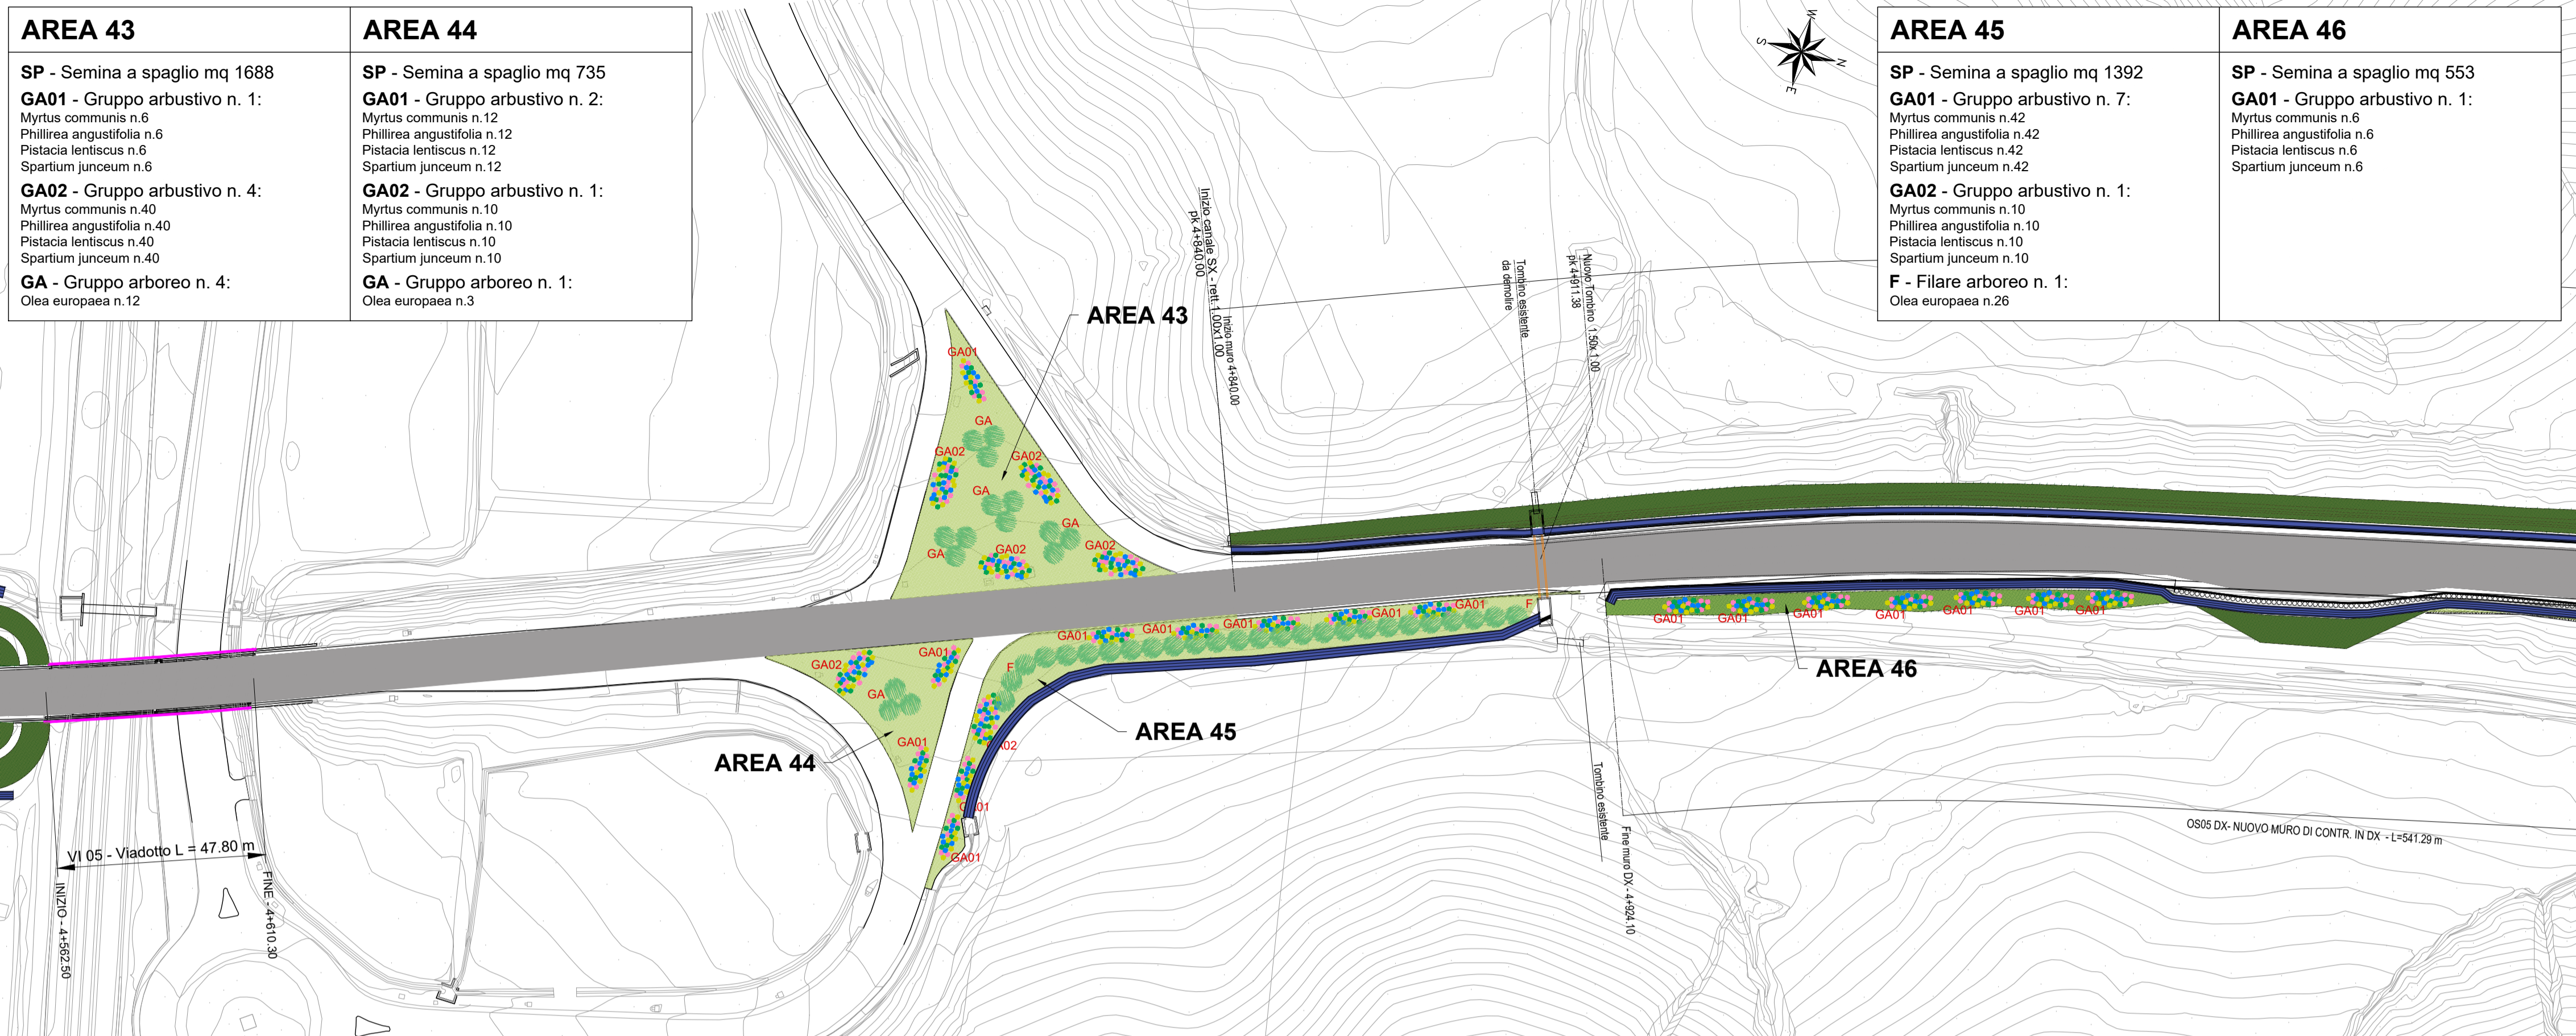 AREA 43
SP - Semina a spaglio mq 1688
GA01 - Gruppo arbustivo n. 1:
Myrtus communis n.6
Phillirea angustifolia n.6
Pistacia lentiscus n.6
Spartium junceum n.6
GA02 - Gruppo arbustivo n. 4:
Myrtus communis n.40
Phillirea angustifolia n.40
Pistacia lentiscus n.40
Spartium junceum n.40
GA - Gruppo arboreo n. 4:
Olea europaea n.12
AREA 44
SP - Semina a spaglio mq 735
GA01 - Gruppo arbustivo n. 2:
Myrtus communis n.12
Phillirea angustifolia n.12
Pistacia lentiscus n.12
Spartium junceum n.12
GA02 - Gruppo arbustivo n. 1:
Myrtus communis n.10
Phillirea angustifolia n.10
Pistacia lentiscus n.10
Spartium junceum n.10
GA - Gruppo arboreo n. 1:
Olea europaea n.3
AREA 45
SP - Semina a spaglio mq 1392
GA01 - Gruppo arbustivo n. 7:
Myrtus communis n.42
Phillirea angustifolia n.42
Pistacia lentiscus n.42
Spartium junceum n.42
GA02 - Gruppo arbustivo n. 1:
Myrtus communis n.10
Phillirea angustifolia n.10
Pistacia lentiscus n.10
Spartium junceum n.10
F - Filare arboreo n. 1:
Olea europaea n.26
AREA 46
SP - Semina a spaglio mq 553
GA01 - Gruppo arbustivo n. 1:
Myrtus communis n.6
Phillirea angustifolia n.6
Pistacia lentiscus n.6
Spartium junceum n.6
W
S
N
E
Inizio canale SX - rett. 1.00x1.00
pk 4+840.00
Inizio muro 4+840.00
Tombino esistente
da demolire
Nuovo Tombino 1.50x1.00
pk 4+911.38
AREA 43
GA01
GA
GA02
GA02
GA
GA
GA
GA02
GA02
F
GA01
GA01
GA01
GA01
GA01
GA01
GA01
GA01
GA01
GA01
GA01
GA01
GA02
GA01
F
GA
AREA 46
AREA 45
GA01
AREA 44
GA01
Tombino esistente
Fine muro DX - 4+924.10
OS05 DX- NUOVO MURO DI CONTR. IN DX - L=541.29 m
VI 05 - Viadotto L = 47.80 m
INIZIO - 4+562.50
FINE - 4+610.30